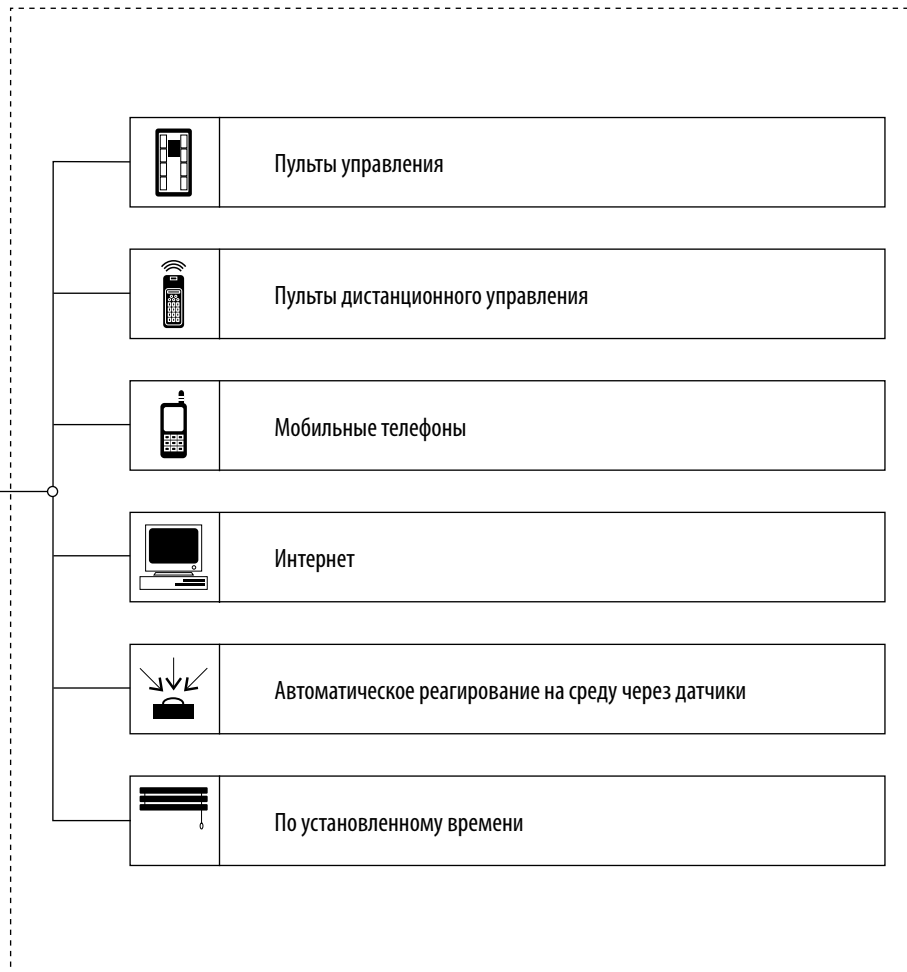 Пульты управления
Пульты дистанционного управления
Мобильные телефоны
Интернет
Автоматическое реагирование на среду через датчики
По установленному времени